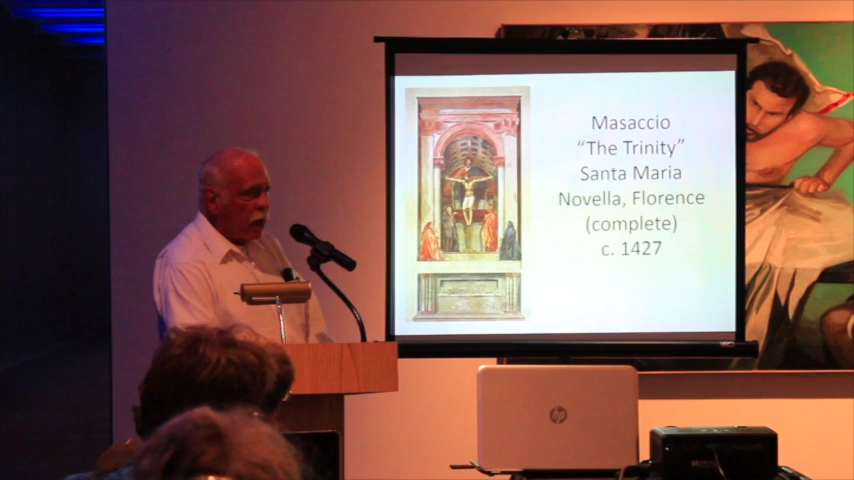 Masaccio
“The Trinity”
Santa Maria
Novella, Florence
(complete)
c. 1427
hp